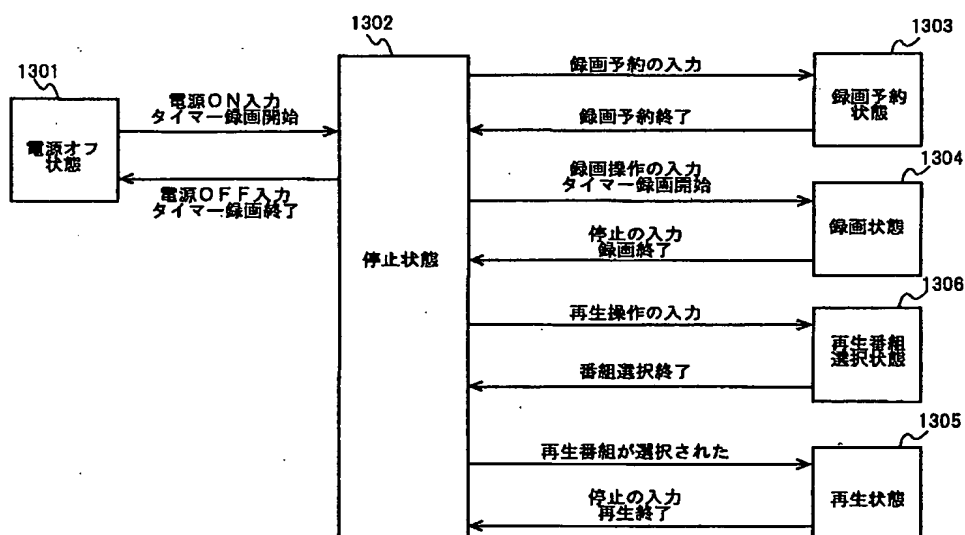 1301
電源オフ
状態
電源ON入力
タイマー録画開始
電源OFF入力
タイマー録画終了
1302
停止状態
録画予約の入力
録画予約終了
1303
録画予約
状態
録画操作の入力
タイマー録画開始
停止の入力
録画終了
1304
録画状態
再生操作の入力
番組選択終了
1306
再生番組
選択状態
再生番組が選択された
停止の入力
再生終了
1305
再生状態